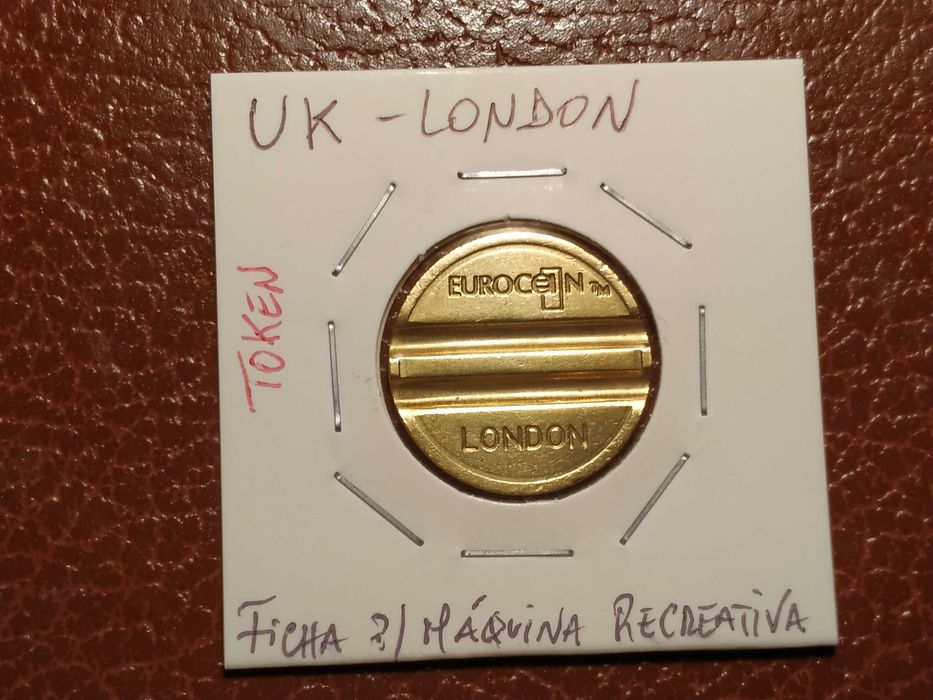 UK - LONDON
TOKEN
EUROCOIN TM
LONDON
FICHA P/ MÁQUINA RECREATIVA